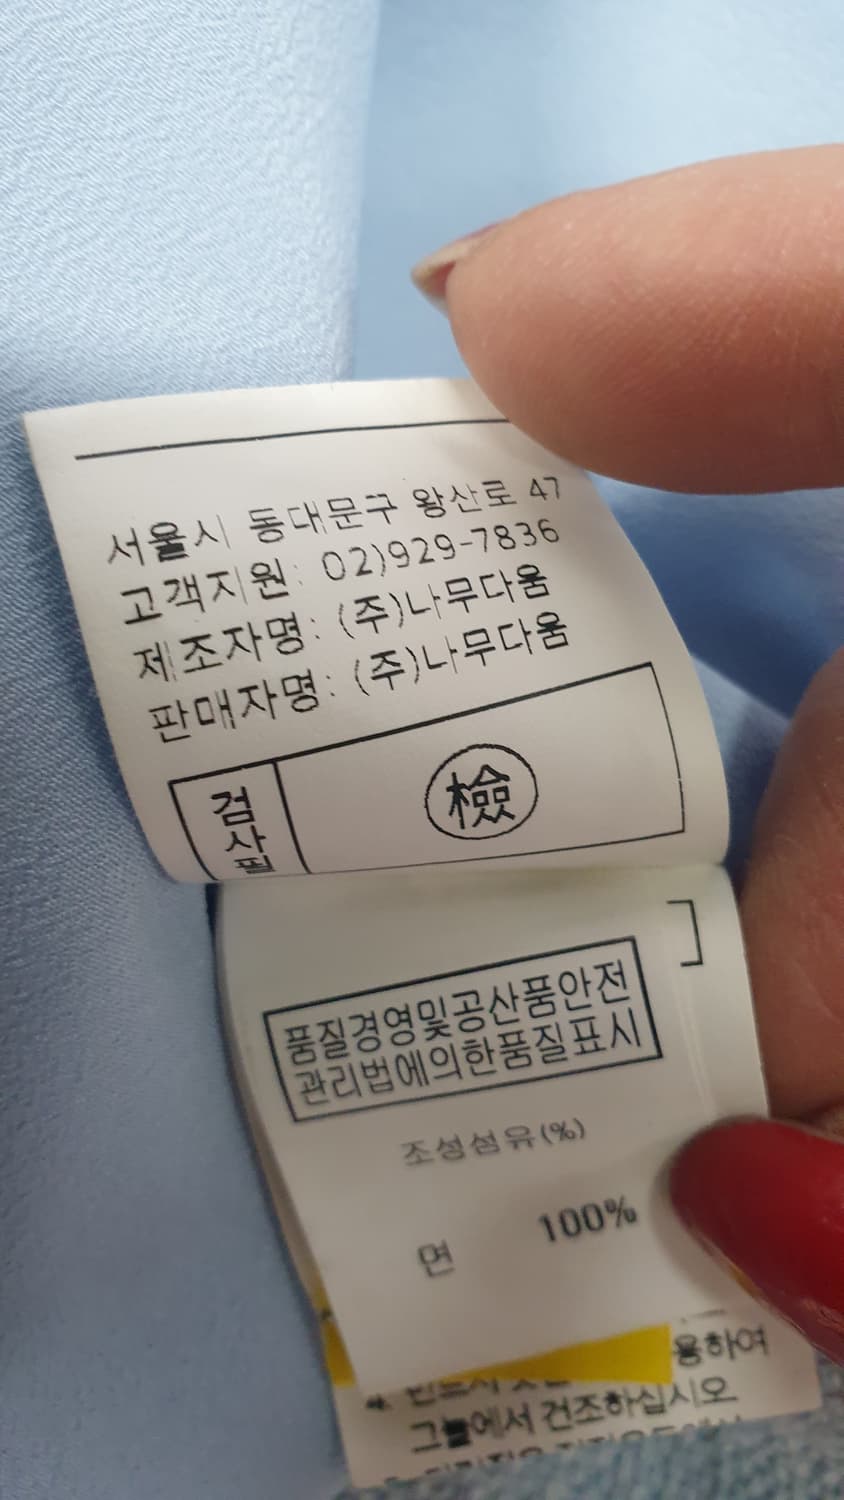 서울시 동대문구 왕산로 47
고객지원: 02)929-7836
제조자명: (주)나무다움
판매자명: (주)나무다움
검사필
檢
]
품질경영및공산품안전
관리법에의한품질표시
조성섬유(%)
면 100%
용하여
그늘에서 건조하십시오